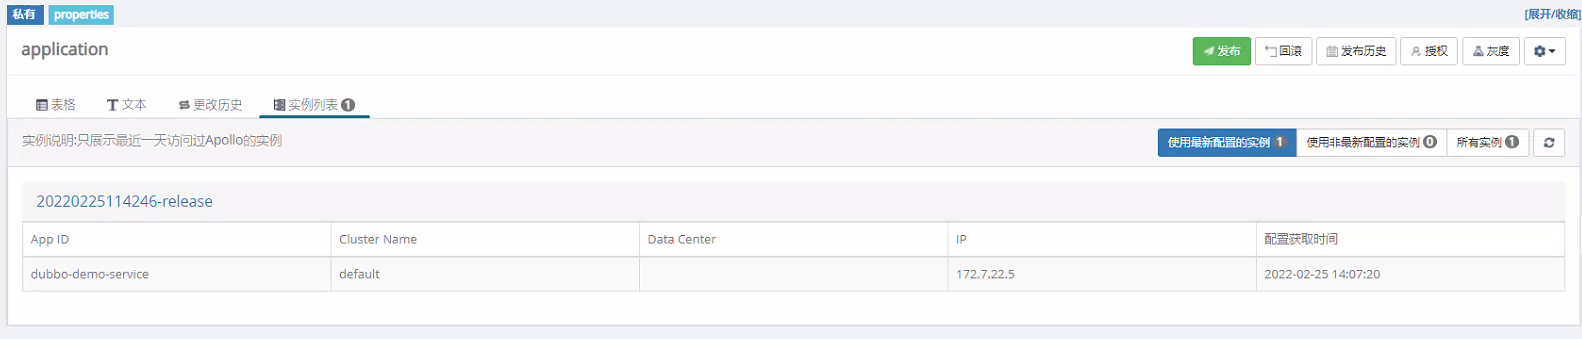 私有 properties [展开/收缩]
application 发布 回滚 发布历史 授权 灰度
表格 文本 更改历史 实例列表 1
实例说明:只展示最近一天访问过Apollo的实例 使用最新配置的实例 1 使用非最新配置的实例 0 所有实例 1
20220225114246-release
App ID Cluster Name Data Center IP 配置获取时间
dubbo-demo-service default 172.7.22.5 2022-02-25 14:07:20